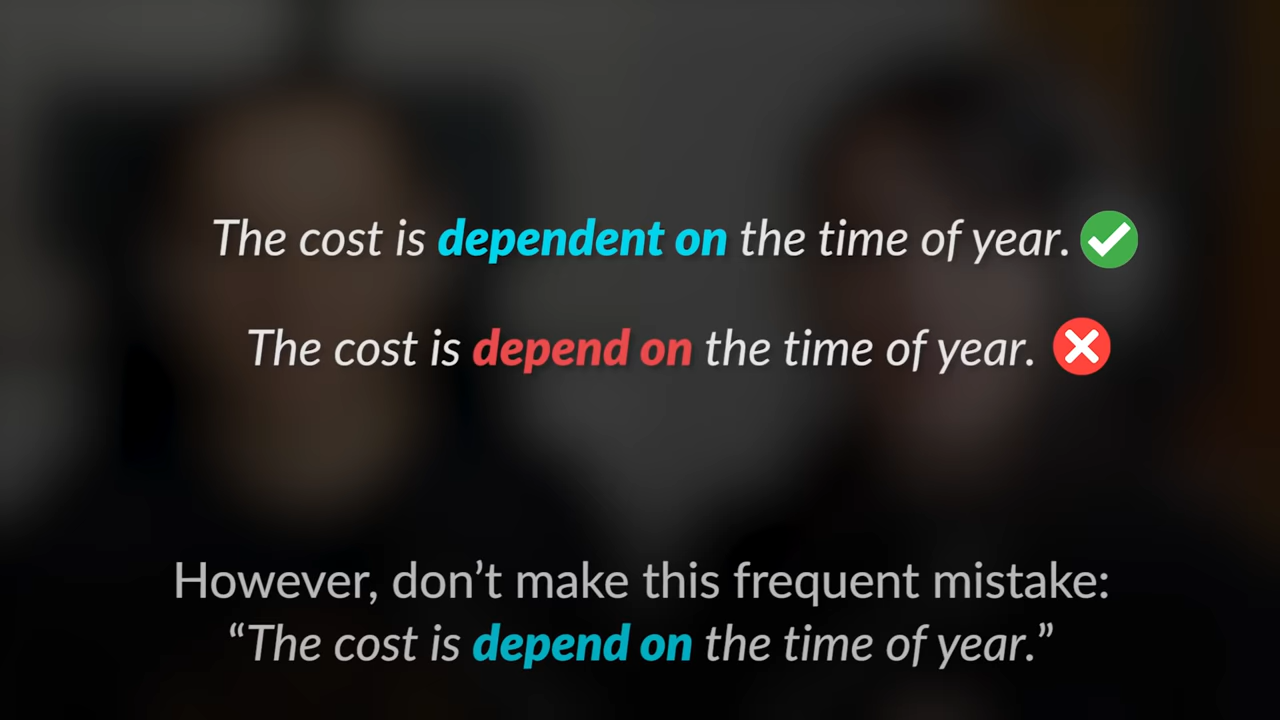 The cost is dependent on the time of year.
The cost is depend on the time of year.
However, don’t make this frequent mistake:
“The cost is depend on the time of year.”